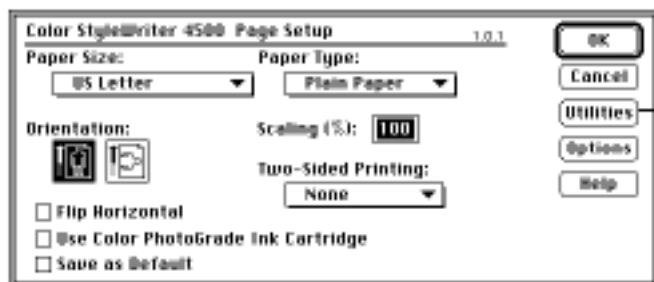 Color StyleWriter 4500 Page Setup 1.0.1
OK
Paper Size:
Paper Type:
US Letter
Plain Paper
Cancel
Utilities
Orientation:
Scaling (%): 100
Options
Two-Sided Printing:
Help
None
Flip Horizontal
Use Color PhotoGrade Ink Cartridge
Save as Default